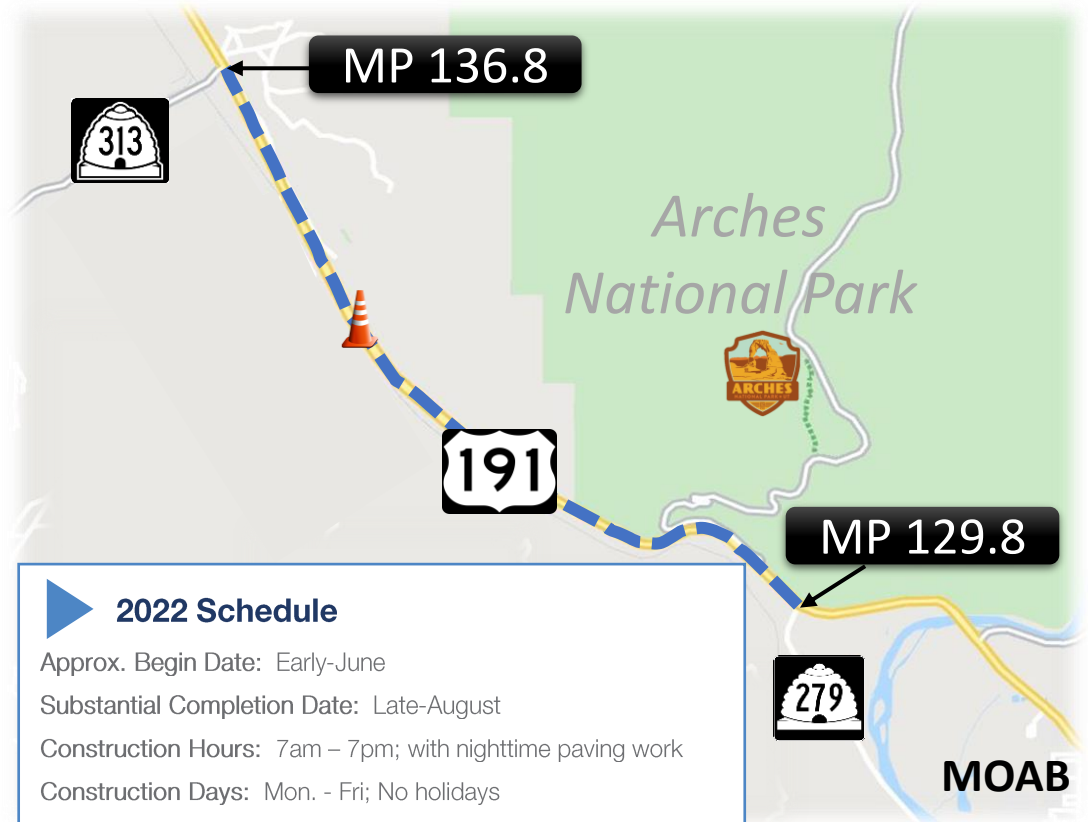 MP 136.8
313
Arches
National Park
ARCHES
191
MP 129.8
2022 Schedule
Approx. Begin Date: Early-June
Substantial Completion Date: Late-August
Construction Hours: 7am – 7pm; with nighttime paving work
Construction Days: Mon. - Fri; No holidays
279
MOAB